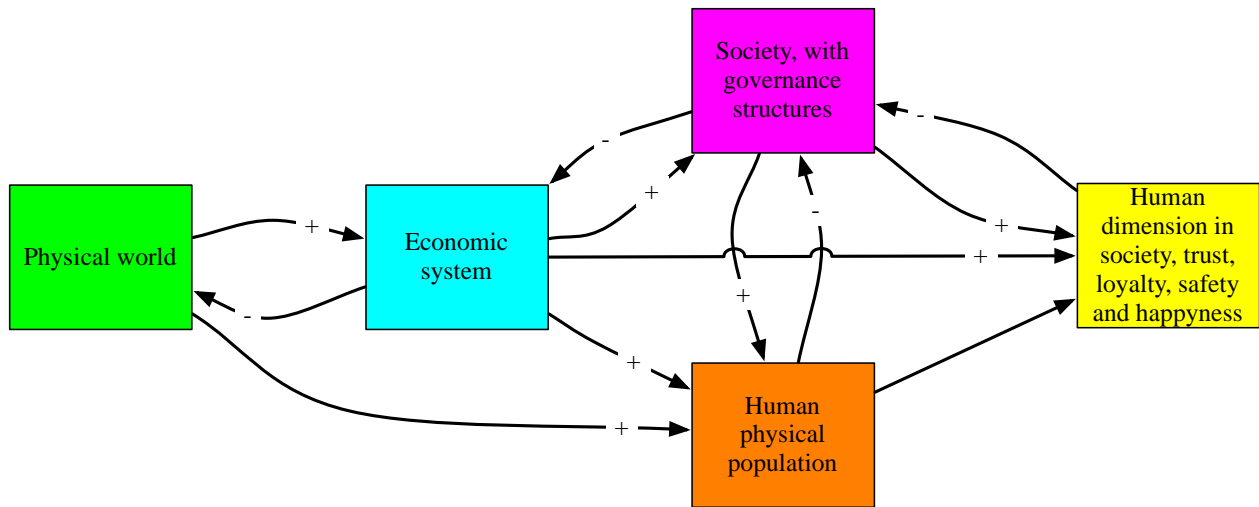 Society, with
governance
structures
-
-
+
Physical world
+
Economic
system
-
+
+
Human
dimension in
society, trust,
loyalty, safety
and happyness
-
+
+
+
+
Human
physical
population